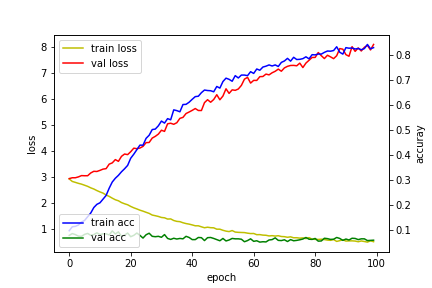 train loss
val loss
train acc
val acc
8
7
6
5
4
3
2
1
loss
0.8
0.7
0.6
0.5
0.4
0.3
0.2
0.1
accuray
0 20 40 60 80 100
epoch